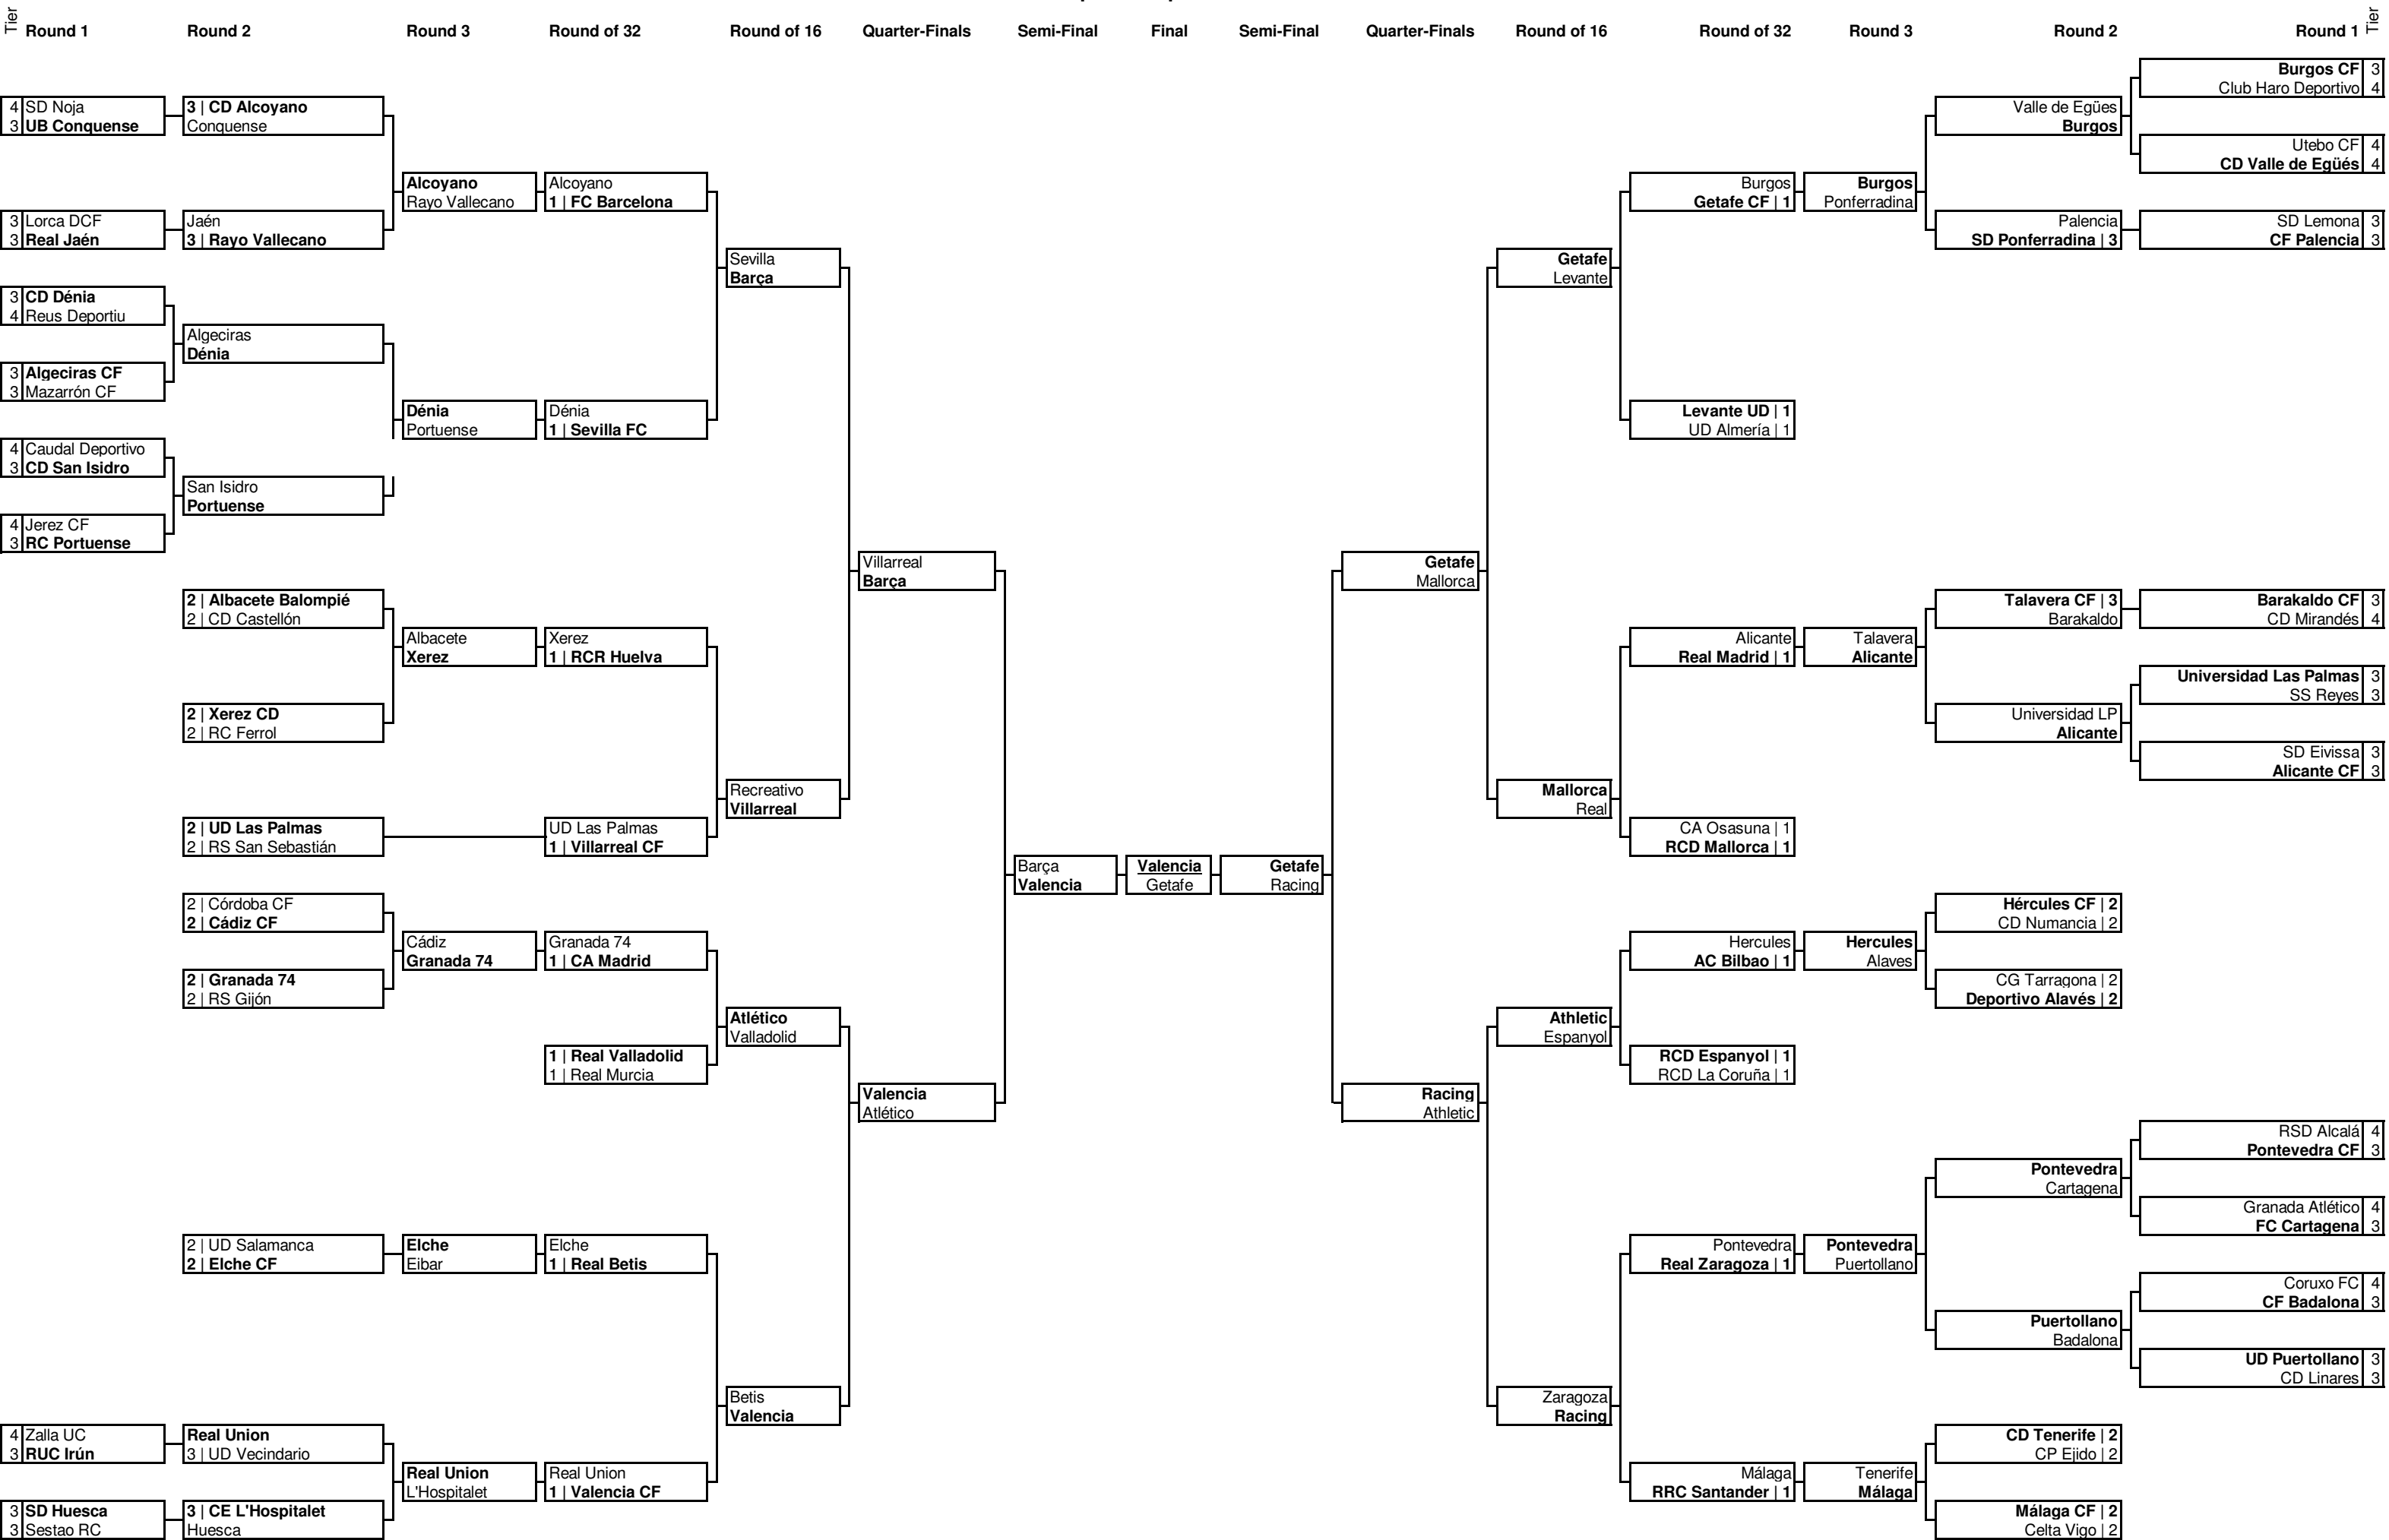 Tier
Round 1
Round 2
Round 3
Round of 32
Round of 16
Quarter-Finals
Semi-Final
Final
Semi-Final
Quarter-Finals
Round of 16
Round of 32
Round 3
Round 2
Round 1
Tier
4 SD Noja
3 UB Conquense
3 Lorca DCF
3 Real Jaén
3 CD Dénia
4 Reus Deportiu
3 Algeciras CF
3 Mazarrón CF
4 Caudal Deportivo
3 CD San Isidro
4 Jerez CF
3 RC Portuense
4 Zalla UC
3 RUC Irún
3 SD Huesca
3 Sestao RC
3 | CD Alcoyano
Conquense
Jaén
3 | Rayo Vallecano
Algeciras
Dénia
San Isidro
Portuense
2 | Albacete Balompié
2 | CD Castellón
2 | Xerez CD
2 | RC Ferrol
2 | UD Las Palmas
2 | RS San Sebastián
2 | Córdoba CF
2 | Cádiz CF
2 | Granada 74
2 | RS Gijón
2 | UD Salamanca
2 | Elche CF
Real Union
3 | UD Vecindario
3 | CE L'Hospitalet
Huesca
Alcoyano
Rayo Vallecano
Dénia
Portuense
Albacete
Xerez
Cádiz
Granada 74
Elche
Eibar
Real Union
L'Hospitalet
Alcoyano
1 | FC Barcelona
Dénia
1 | Sevilla FC
Xerez
1 | RCR Huelva
UD Las Palmas
1 | Villarreal CF
Granada 74
1 | CA Madrid
1 | Real Valladolid
1 | Real Murcia
Elche
1 | Real Betis
Real Union
1 | Valencia CF
Sevilla
Barça
Recreativo
Villarreal
Atlético
Valladolid
Betis
Valencia
Villarreal
Barça
Valencia
Atlético
Barça
Valencia
Valencia
Getafe
Getafe
Racing
Getafe
Mallorca
Racing
Athletic
Getafe
Levante
Mallorca
Real
Athletic
Espanyol
Zaragoza
Racing
Burgos
Getafe CF | 1
Levante UD | 1
UD Almería | 1
Alicante
Real Madrid | 1
CA Osasuna | 1
RCD Mallorca | 1
Hercules
AC Bilbao | 1
RCD Espanyol | 1
RCD La Coruña | 1
Pontevedra
Real Zaragoza | 1
Málaga
RRC Santander | 1
Burgos
Ponferradina
Talavera
Alicante
Hercules
Alaves
Pontevedra
Puertollano
Tenerife
Málaga
Valle de Egües
Burgos
Palencia
SD Ponferradina | 3
Talavera CF | 3
Barakaldo
Universidad LP
Alicante
Hércules CF | 2
CD Numancia | 2
CG Tarragona | 2
Deportivo Alavés | 2
Pontevedra
Cartagena
Puertollano
Badalona
CD Tenerife | 2
CP Ejido | 2
Málaga CF | 2
Celta Vigo | 2
Burgos CF 3
Club Haro Deportivo 4
Utebo CF 4
CD Valle de Egüés 4
SD Lemona 3
CF Palencia 3
Barakaldo CF 3
CD Mirandés 4
Universidad Las Palmas 3
SS Reyes 3
SD Eivissa 3
Alicante CF 3
RSD Alcalá 4
Pontevedra CF 3
Granada Atlético 4
FC Cartagena 3
Coruxo FC 4
CF Badalona 3
UD Puertollano 3
CD Linares 3